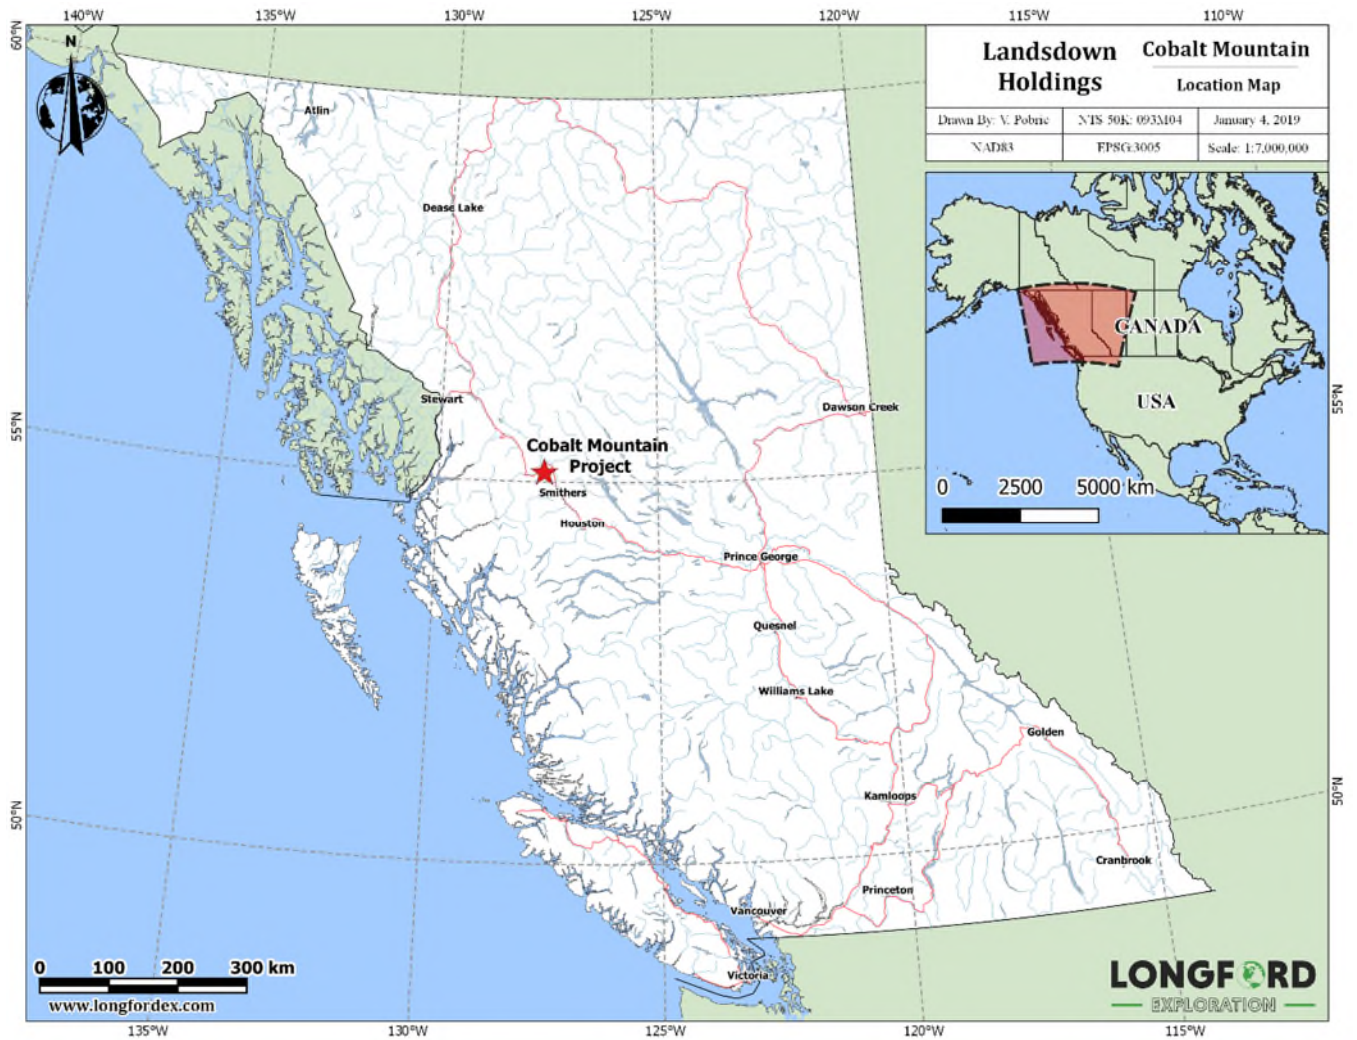 140°W 135°W 130°W 125°W 120°W 115°W 110°W
60°N
N
Landsdown Holdings
Cobalt Mountain
Location Map
Drawn By: V. Pobric
NTS 50K: 093M04
January 4, 2019
NAD83
EPSG:3005
Scale: 1:7,000,000
Atlin
Dease Lake
CANADA
USA
0 2500 5000 km
Stewart
Dawson Creek
55°N
55°N
Cobalt Mountain
Project
Smithers
Houston
Prince George
Quesnel
Williams Lake
Golden
Kamloops
50°N
50°N
Cranbrook
Princeton
Vancouver
Victoria
0 100 200 300 km
www.longfordex.com
LONGFORD
EXPLORATION
135°W 130°W 125°W 120°W 115°W